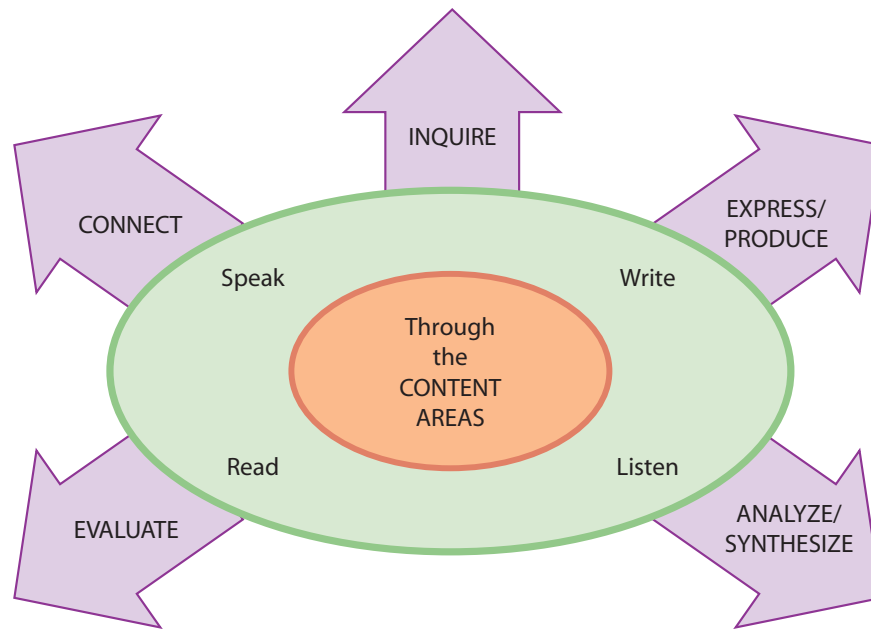 INQUIRE
CONNECT
EXPRESS/
PRODUCE
Speak
Write
Through
the
CONTENT
AREAS
Read
Listen
EVALUATE
ANALYZE/
SYNTHESIZE